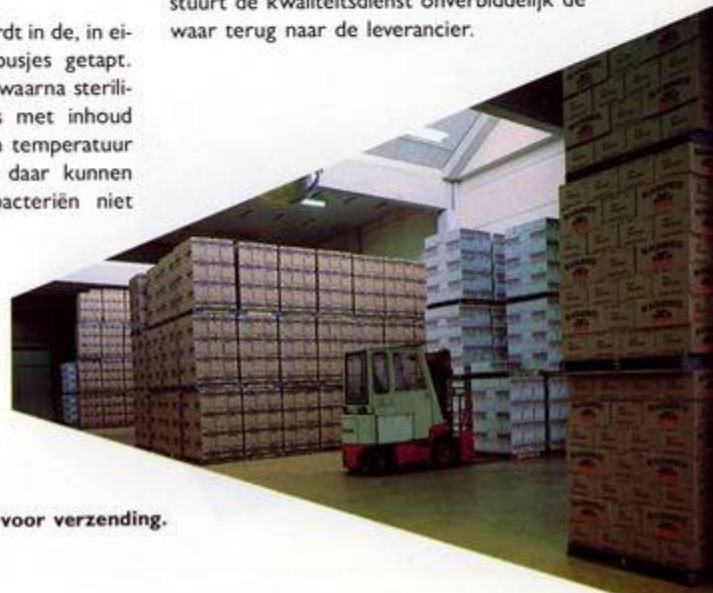 rdt in de, in ei-
busjes getapt.
waarna sterili-
s met inhoud
n temperatuur
daar kunnen
bacteriën niet
stuurt de kwaliteitsdienst onverbiddelijk de
waar terug naar de leverancier.
voor verzending.